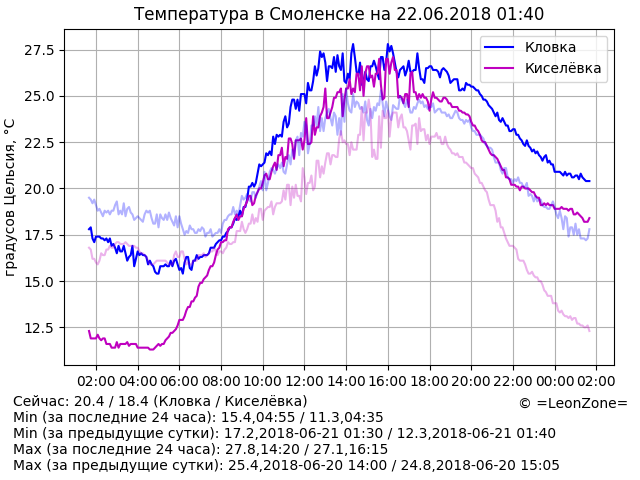 Температура в Смоленске на 22.06.2018 01:40
27.5
25.0
22.5
20.0
17.5
15.0
12.5
градусов Цельсия, °C
Кловка
Киселёвка
02:00 04:00 06:00 08:00 10:00 12:00 14:00 16:00 18:00 20:00 22:00 00:00 02:00
Сейчас: 20.4 / 18.4 (Кловка / Киселёвка)
© =LeonZone=
Min (за последние 24 часа): 15.4,04:55 / 11.3,04:35
Min (за предыдущие сутки): 17.2,2018-06-21 01:30 / 12.3,2018-06-21 01:40
Max (за последние 24 часа): 27.8,14:20 / 27.1,16:15
Max (за предыдущие сутки): 25.4,2018-06-20 14:00 / 24.8,2018-06-20 15:05